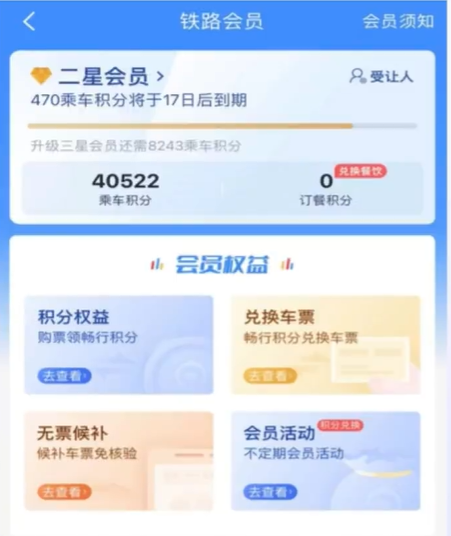 铁路会员
会员须知
二星会员
受让人
470乘车积分将于17日后到期
升级三星会员还需8243乘车积分
40522
乘车积分
0
兑换餐饮
订餐积分
会员权益
积分权益
购票领畅行积分
去查看
兑换车票
畅行积分兑换车票
去查看
无票候补
候补车票免核验
去查看
会员活动
积分兑换
不定期会员活动
去查看